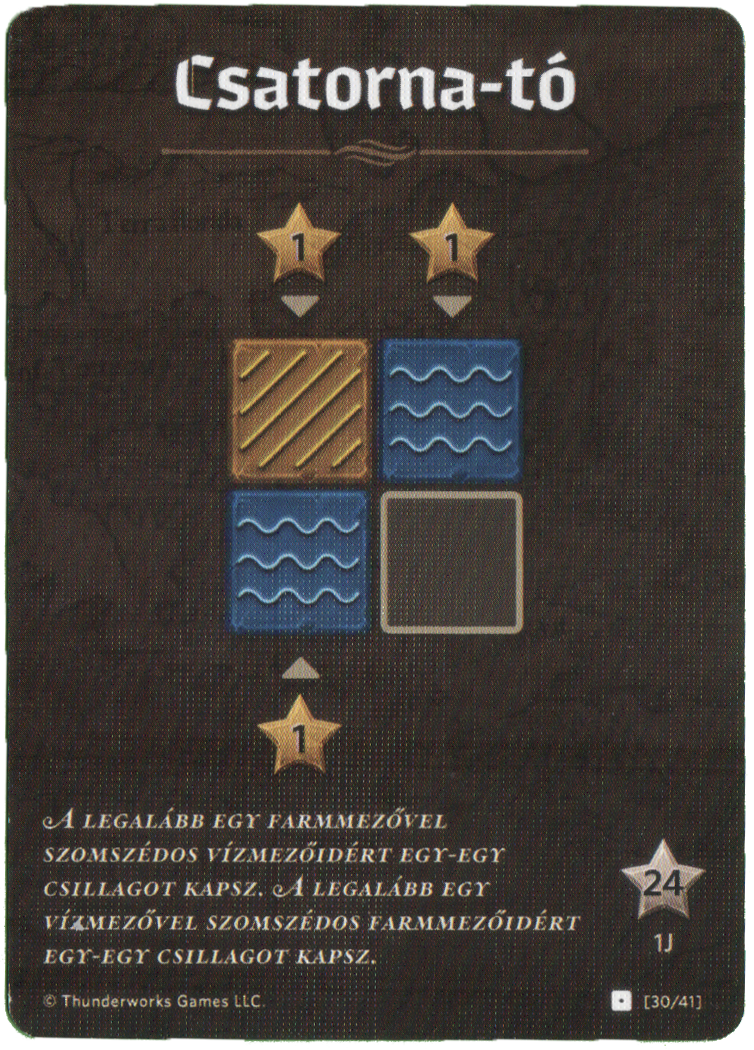 Csatorna-tó
1
1
1
A LEGALÁBB EGY FARMMEZŐVEL
SZOMSZÉDOS VÍZMEZŐIDÉRT EGY-EGY
CSILLAGOT KAPSZ. A LEGALÁBB EGY
VÍZMEZŐVEL SZOMSZÉDOS FARMMEZŐIDÉRT
EGY-EGY CSILLAGOT KAPSZ.
24
1J
© Thunderworks Games LLC.
[30/41]